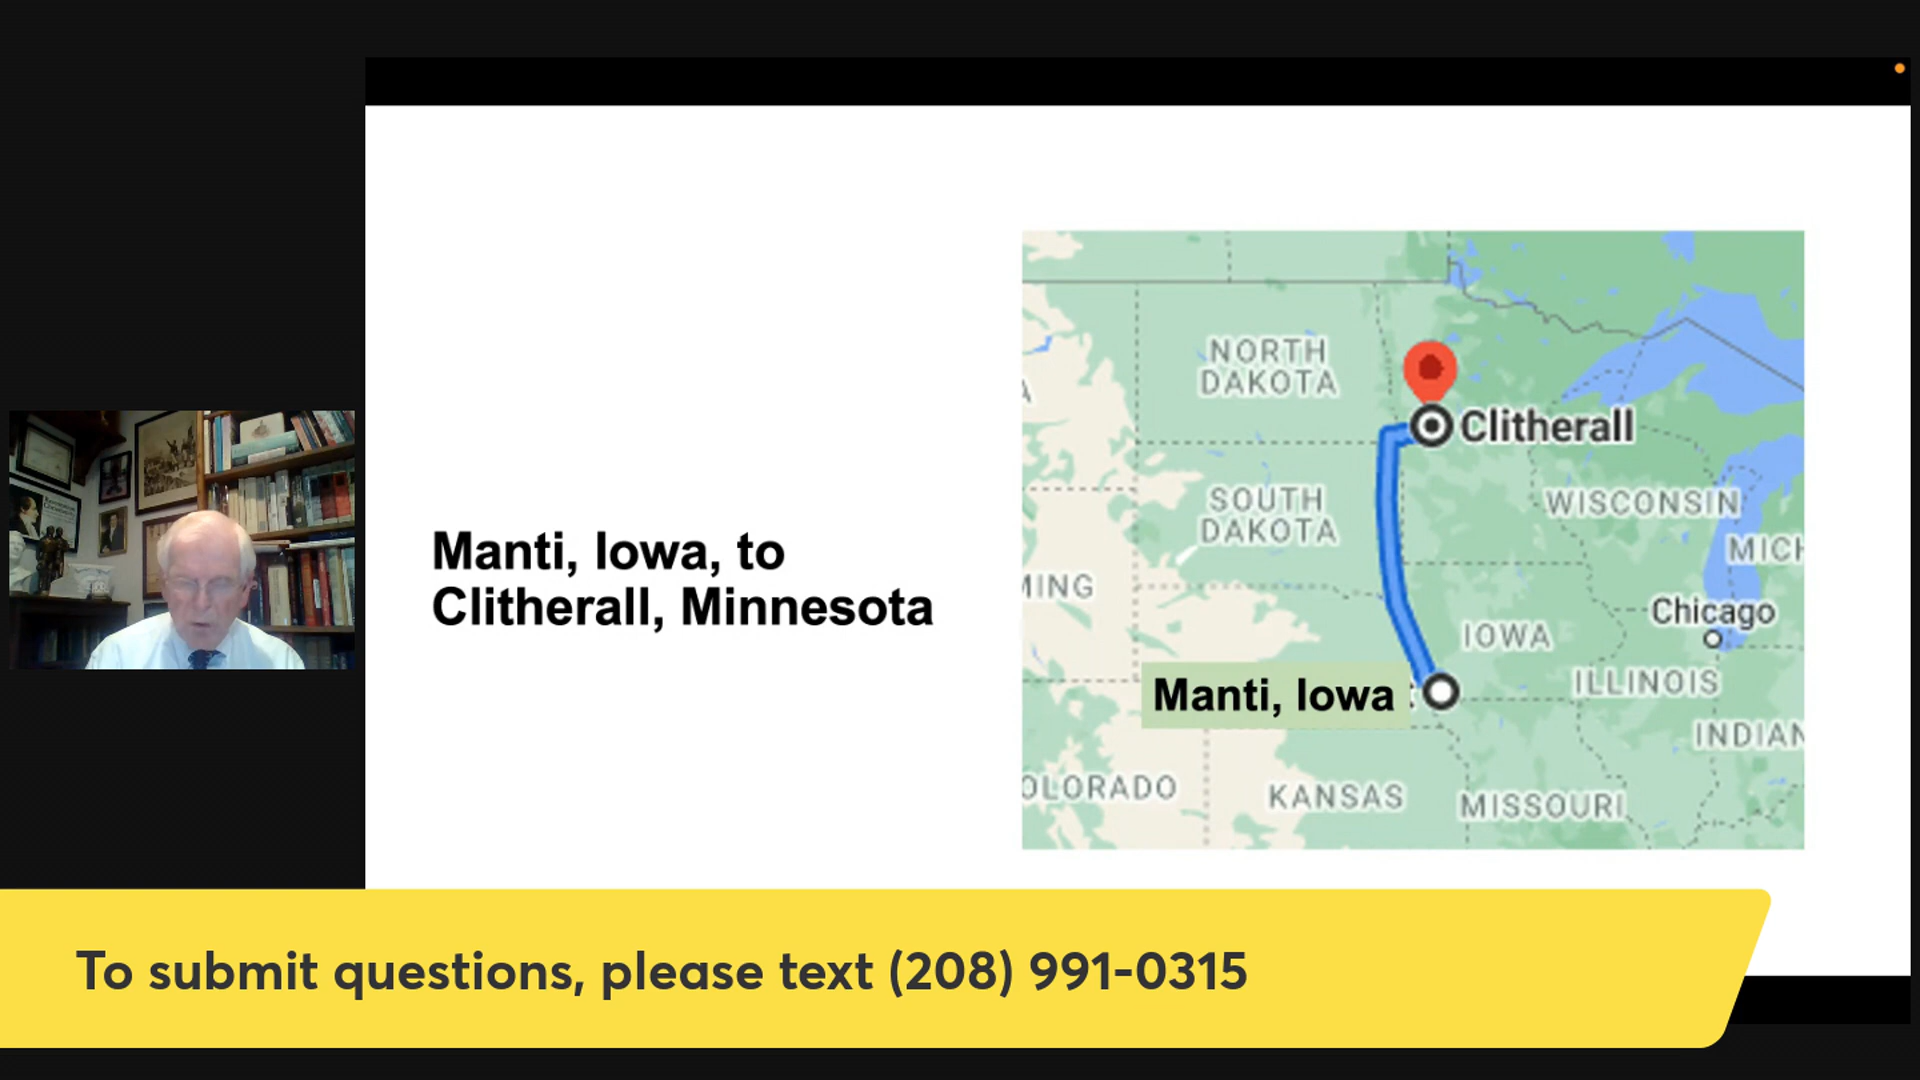 Manti, Iowa, to
Clitherall, Minnesota
NORTH
DAKOTA
Clitherall
SOUTH
DAKOTA
WISCONSIN
MICH
MING
Chicago
IOWA
Manti, Iowa
ILLINOIS
INDIAN
OLORADO
KANSAS
MISSOURI
To submit questions, please text (208) 991-0315